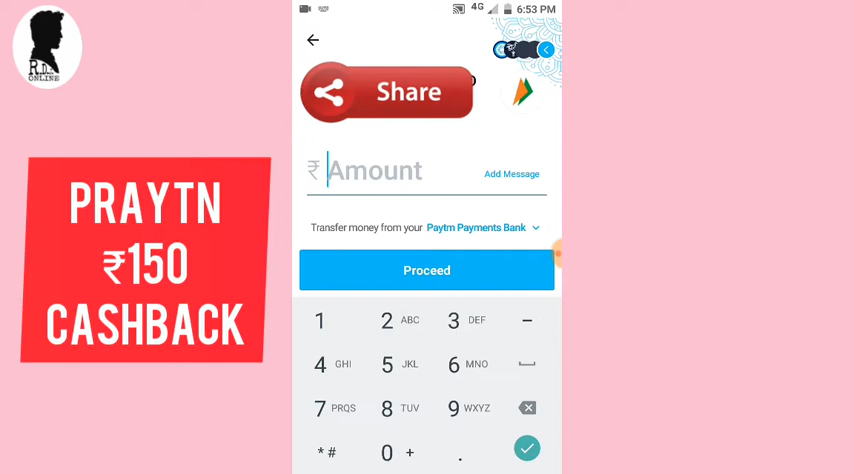 4G 6:53 PM
R.D.
ONLINE
Share
₹ Amount
Add Message
Transfer money from your Paytm Payments Bank
Proceed
PRAYTN
₹150
CASHBACK
1 2 ABC 3 DEF -
4 GHI 5 JKL 6 MNO
7 PRQS 8 TUV 9 WXYZ
* # 0 + .